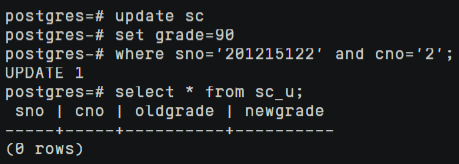 postgres=# update sc
postgres-# set grade=90
postgres-# where sno='201215122' and cno='2';
UPDATE 1
postgres=# select * from sc_u;
 sno | cno | oldgrade | newgrade
-----+-----+----------+----------
(0 rows)